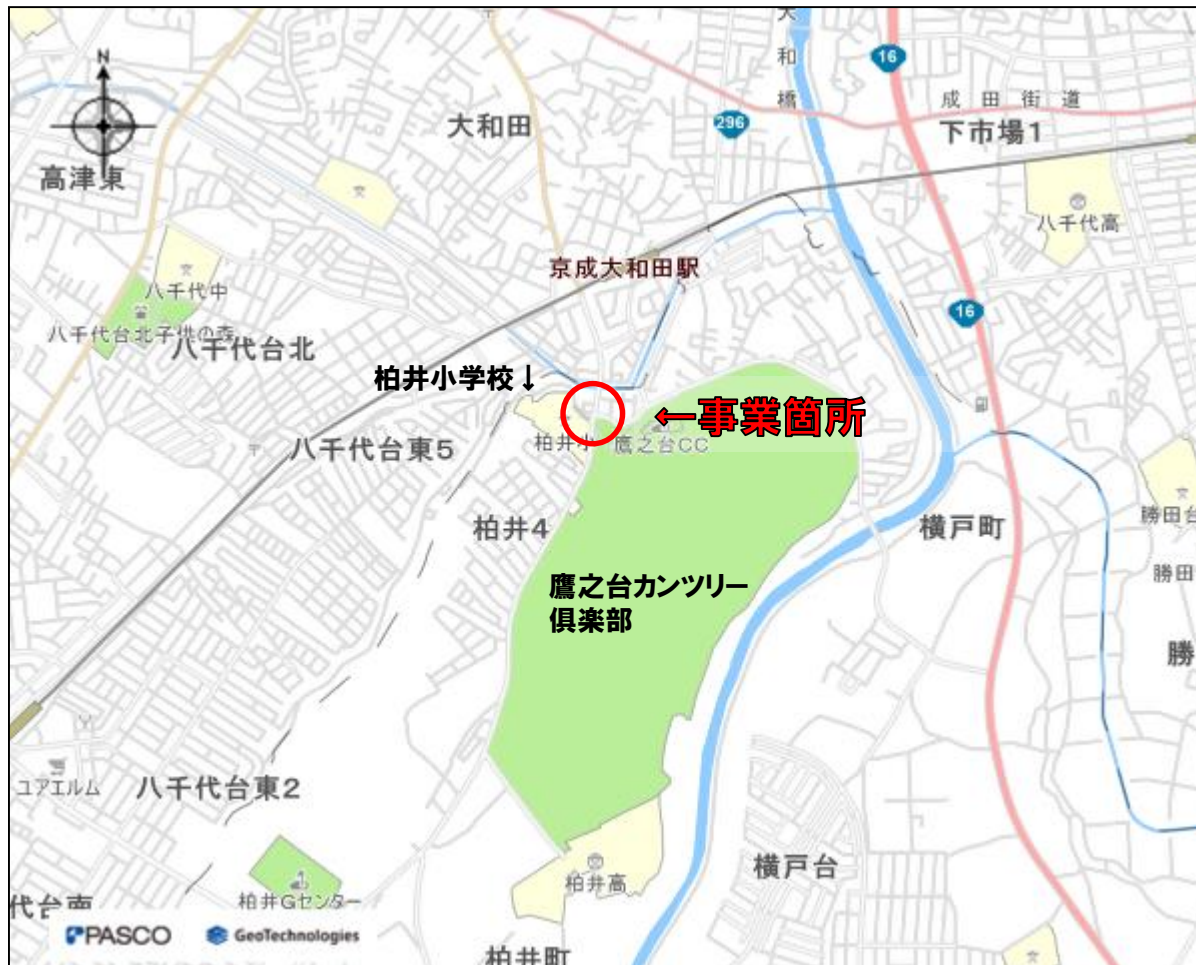 天
和
橋
16
N
成田街道
大和田
296
下市場1
高津東
八千代高
京成大和田駅
八千代中
16
八千代台北子供の森
八千代台北
柏井小学校↓
←事業箇所
八千代台東5
柏井小
鷹之台CC
勝田台
柏井4
横戸町
鷹之台カンツリー
倶楽部
勝田
勝
ユアエルム
八千代台東2
横戸台
柏井高
代台南
柏井Gセンター
PASCO
GeoTechnologies
柏井町